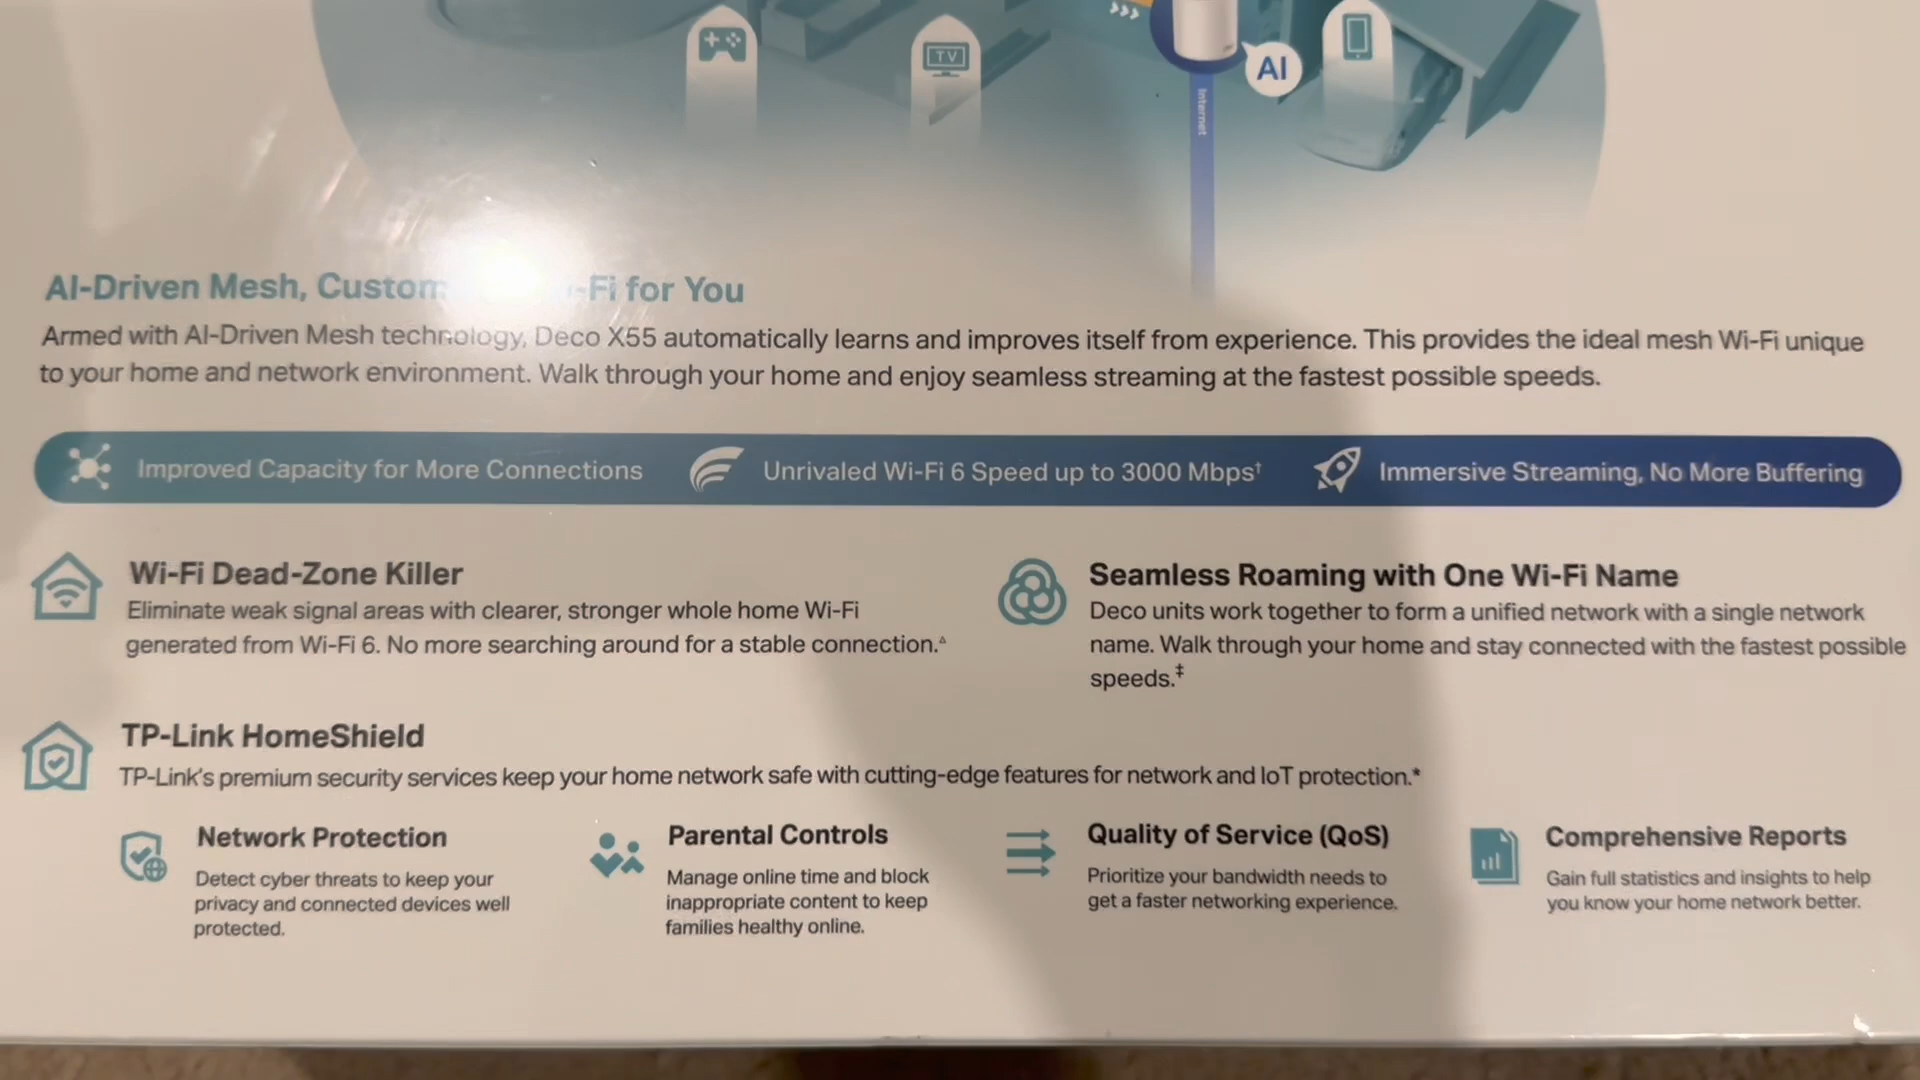 TV
AI
Internet
AI-Driven Mesh, Custom -Fi for You
Armed with AI-Driven Mesh technology, Deco X55 automatically learns and improves itself from experience. This provides the ideal mesh Wi-Fi unique
to your home and network environment. Walk through your home and enjoy seamless streaming at the fastest possible speeds.
Improved Capacity for More Connections
Unrivaled Wi-Fi 6 Speed up to 3000 Mbps†
Immersive Streaming, No More Buffering
Wi-Fi Dead-Zone Killer
Eliminate weak signal areas with clearer, stronger whole home Wi-Fi
generated from Wi-Fi 6. No more searching around for a stable connection.△
Seamless Roaming with One Wi-Fi Name
Deco units work together to form a unified network with a single network
name. Walk through your home and stay connected with the fastest possible
speeds.‡
TP-Link HomeShield
TP-Link's premium security services keep your home network safe with cutting-edge features for network and IoT protection.*
Network Protection
Detect cyber threats to keep your
privacy and connected devices well
protected.
Parental Controls
Manage online time and block
inappropriate content to keep
families healthy online.
Quality of Service (QoS)
Prioritize your bandwidth needs to
get a faster networking experience.
Comprehensive Reports
Gain full statistics and insights to help
you know your home network better.